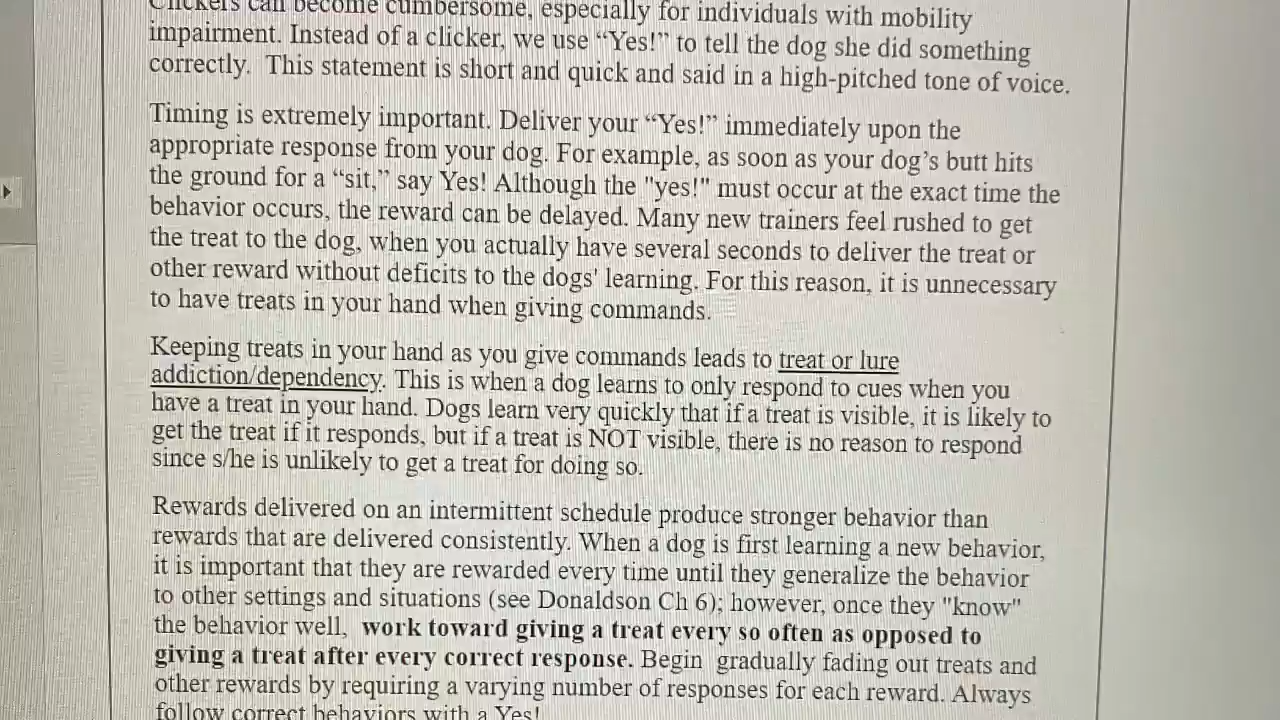 Clickers can become cumbersome, especially for individuals with mobility
impairment. Instead of a clicker, we use “Yes!” to tell the dog she did something
correctly.  This statement is short and quick and said in a high-pitched tone of voice.
Timing is extremely important. Deliver your “Yes!” immediately upon the
appropriate response from your dog. For example, as soon as your dog’s butt hits
the ground for a “sit,” say Yes! Although the "yes!" must occur at the exact time the
behavior occurs, the reward can be delayed. Many new trainers feel rushed to get
the treat to the dog, when you actually have several seconds to deliver the treat or
other reward without deficits to the dogs' learning. For this reason, it is unnecessary
to have treats in your hand when giving commands.
Keeping treats in your hand as you give commands leads to treat or lure
addiction/dependency. This is when a dog learns to only respond to cues when you
have a treat in your hand. Dogs learn very quickly that if a treat is visible, it is likely to
get the treat if it responds, but if a treat is NOT visible, there is no reason to respond
since s/he is unlikely to get a treat for doing so.
Rewards delivered on an intermittent schedule produce stronger behavior than
rewards that are delivered consistently. When a dog is first learning a new behavior,
it is important that they are rewarded every time until they generalize the behavior
to other settings and situations (see Donaldson Ch 6); however, once they "know"
the behavior well,  work toward giving a treat every so often as opposed to
giving a treat after every correct response. Begin  gradually fading out treats and
other rewards by requiring a varying number of responses for each reward. Always
follow correct behaviors with a Yes!